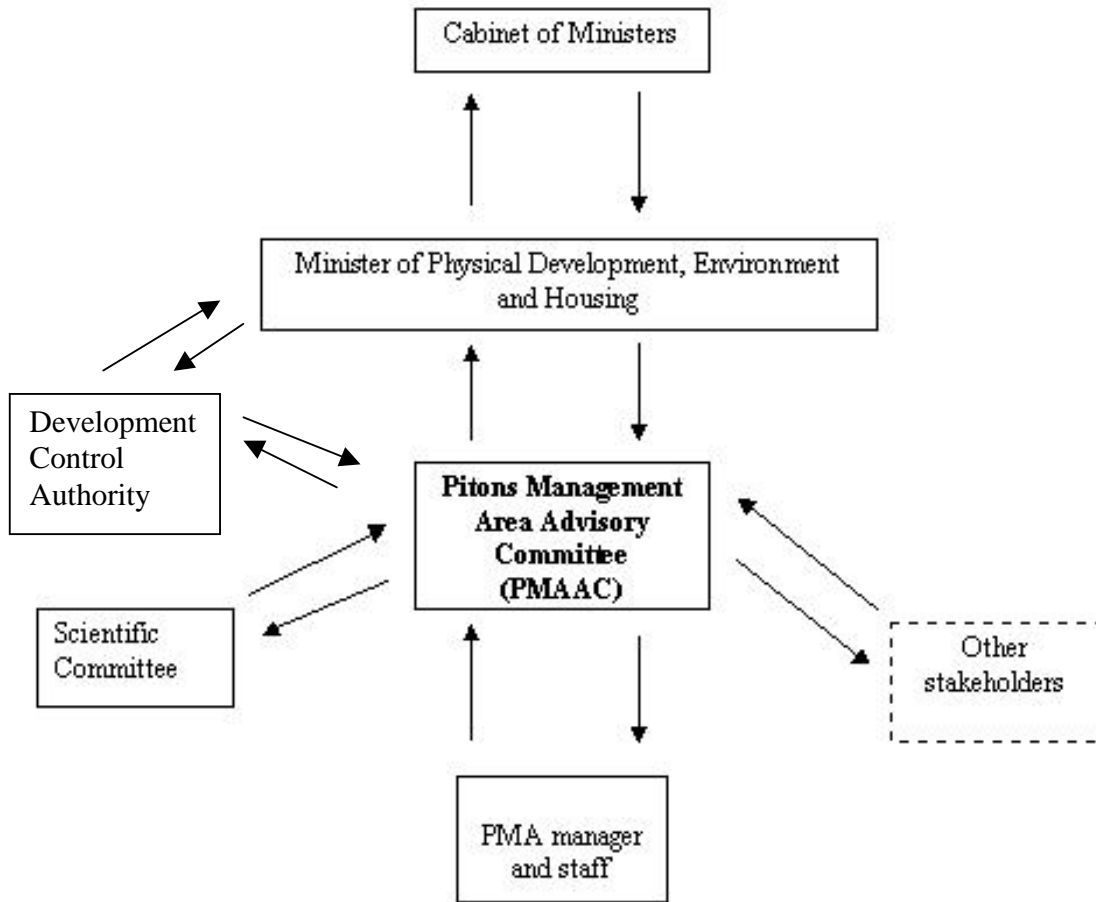 Cabinet of Ministers
Minister of Physical Development, Environment
and Housing
Development
Control
Authority
Pitons Management
Area Advisory
Committee
(PMAAC)
Scientific
Committee
Other
stakeholders
PMA manager
and staff